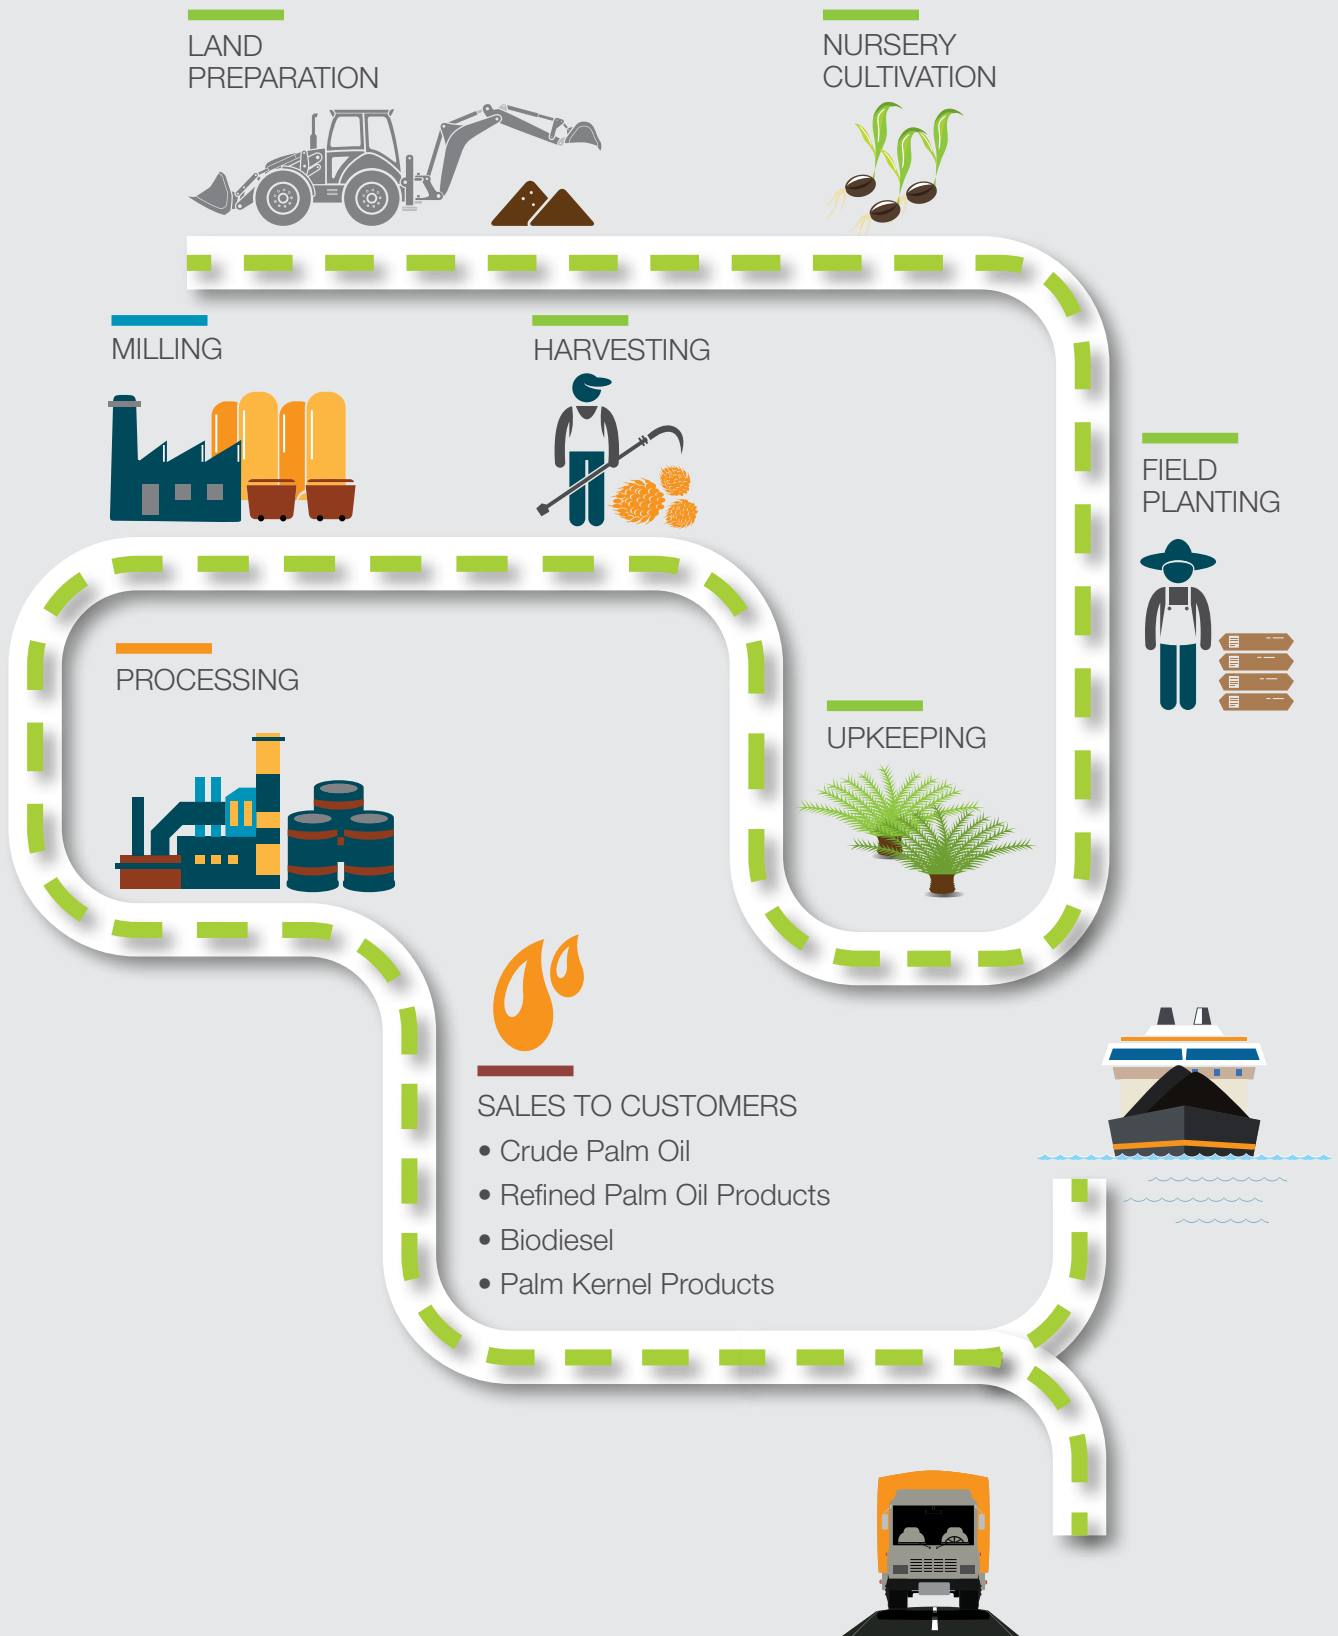 LAND
PREPARATION
NURSERY
CULTIVATION
MILLING
HARVESTING
FIELD
PLANTING
PROCESSING
UPKEEPING
SALES TO CUSTOMERS
• Crude Palm Oil
• Refined Palm Oil Products
• Biodiesel
• Palm Kernel Products